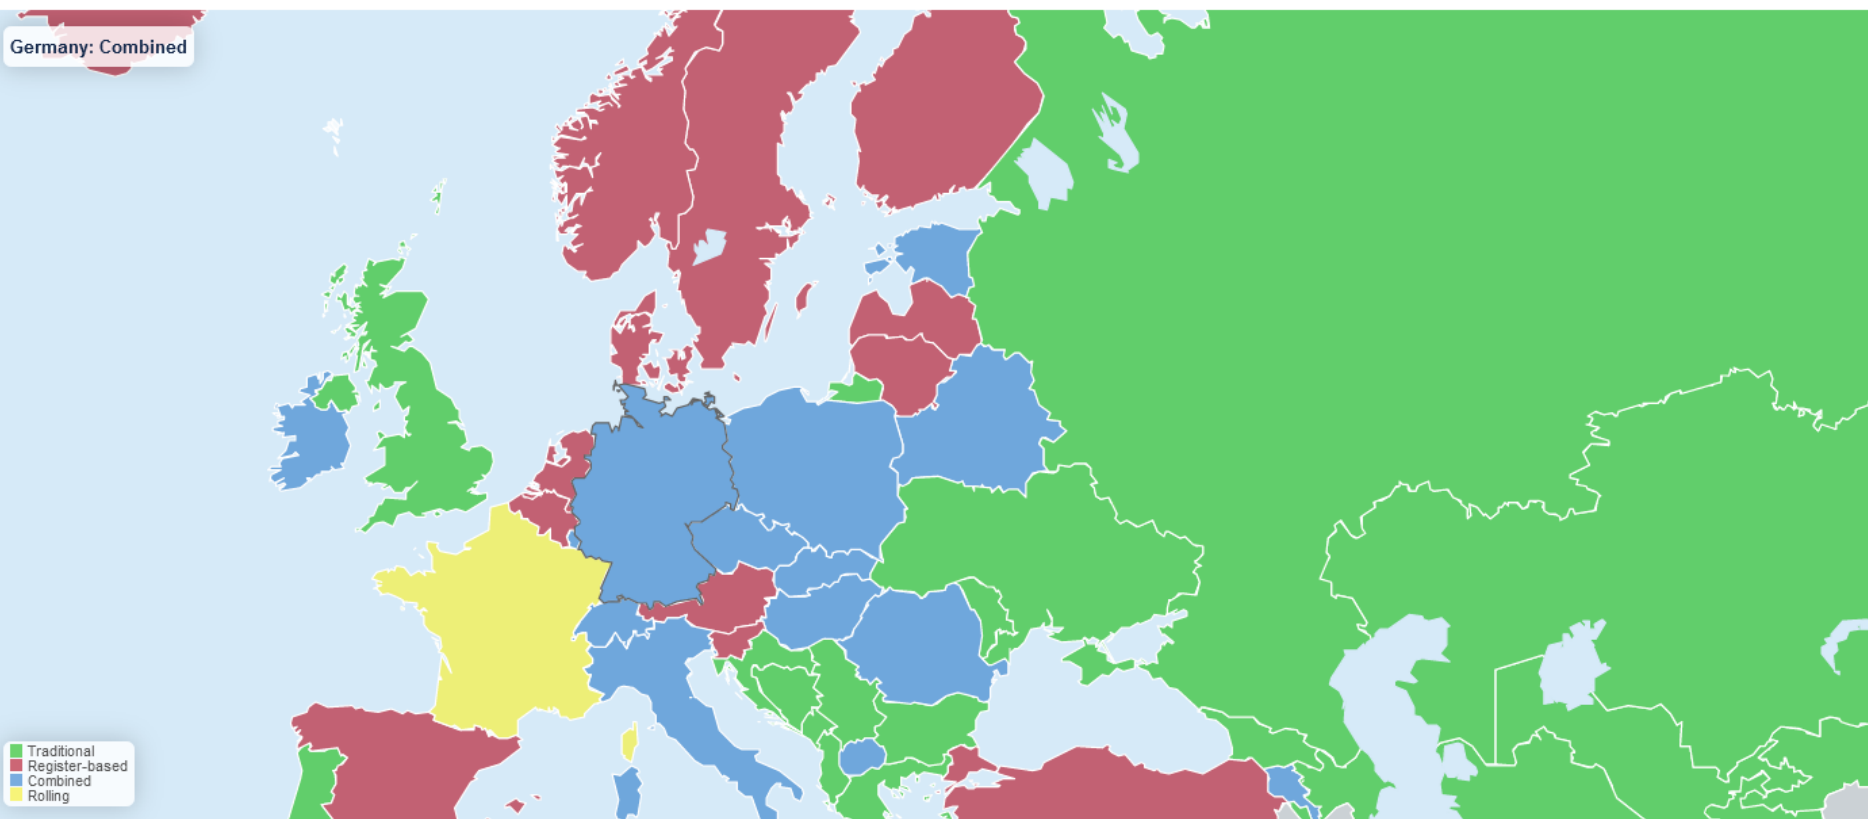 Germany: Combined
Traditional
Register-based
Combined
Rolling